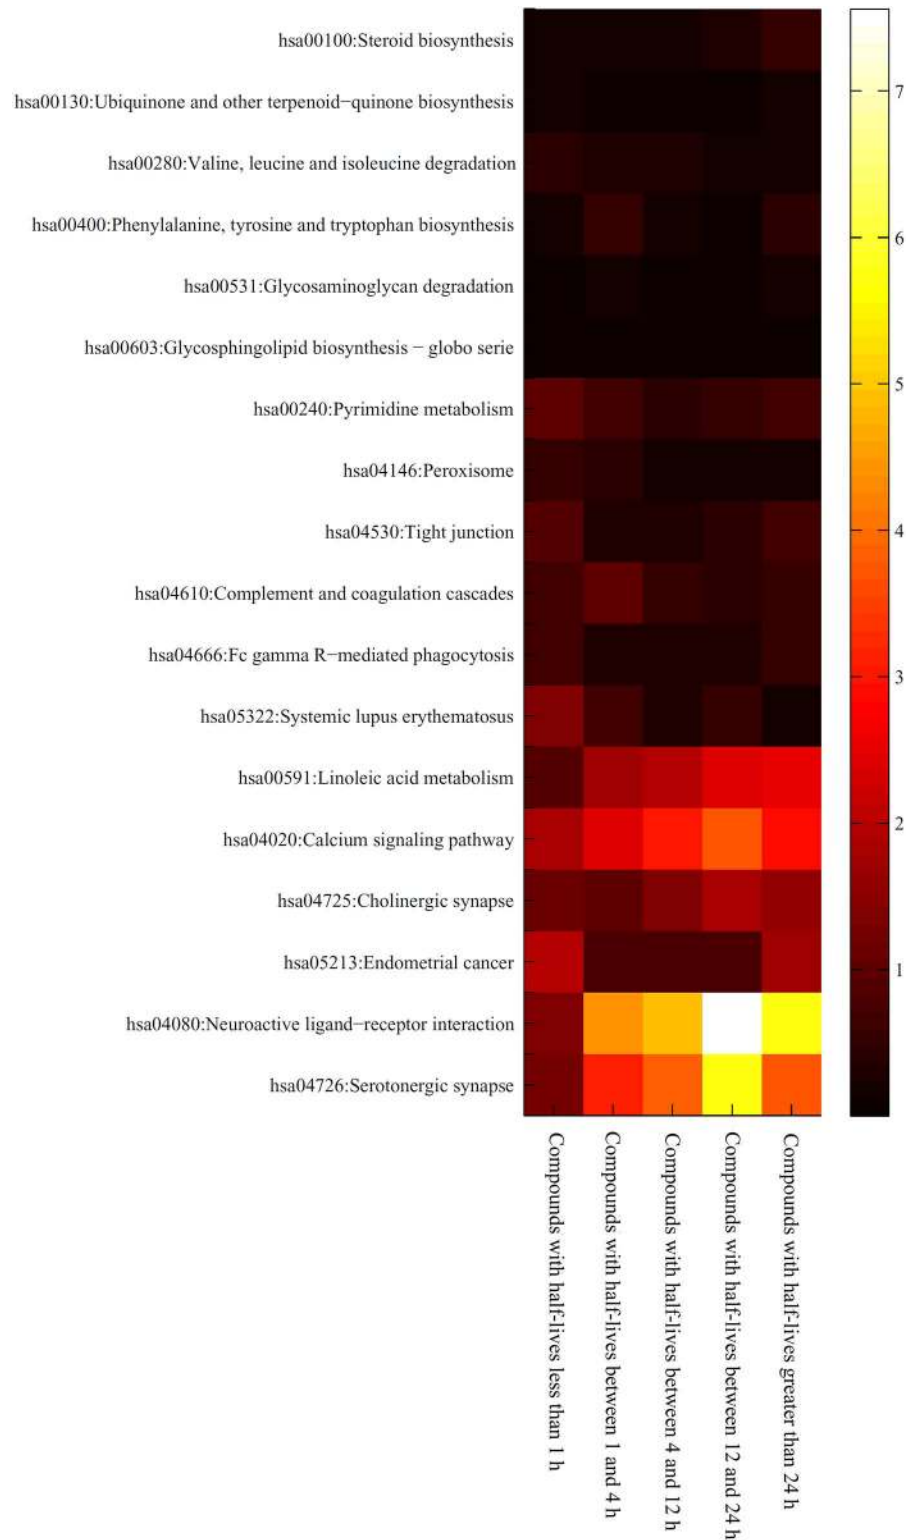 hsa00100:Steroid biosynthesis
hsa00130:Ubiquinone and other terpenoid−quinone biosynthesis
hsa00280:Valine, leucine and isoleucine degradation
hsa00400:Phenylalanine, tyrosine and tryptophan biosynthesis
hsa00531:Glycosaminoglycan degradation
hsa00603:Glycosphingolipid biosynthesis − globo serie
hsa00240:Pyrimidine metabolism
hsa04146:Peroxisome
hsa04530:Tight junction
hsa04610:Complement and coagulation cascades
hsa04666:Fc gamma R−mediated phagocytosis
hsa05322:Systemic lupus erythematosus
hsa00591:Linoleic acid metabolism
hsa04020:Calcium signaling pathway
hsa04725:Cholinergic synapse
hsa05213:Endometrial cancer
hsa04080:Neuroactive ligand−receptor interaction
hsa04726:Serotonergic synapse
7
6
5
4
3
2
1
Compounds with half-lives less than 1 h
Compounds with half-lives between 1 and 4 h
Compounds with half-lives between 4 and 12 h
Compounds with half-lives between 12 and 24 h
Compounds with half-lives greater than 24 h